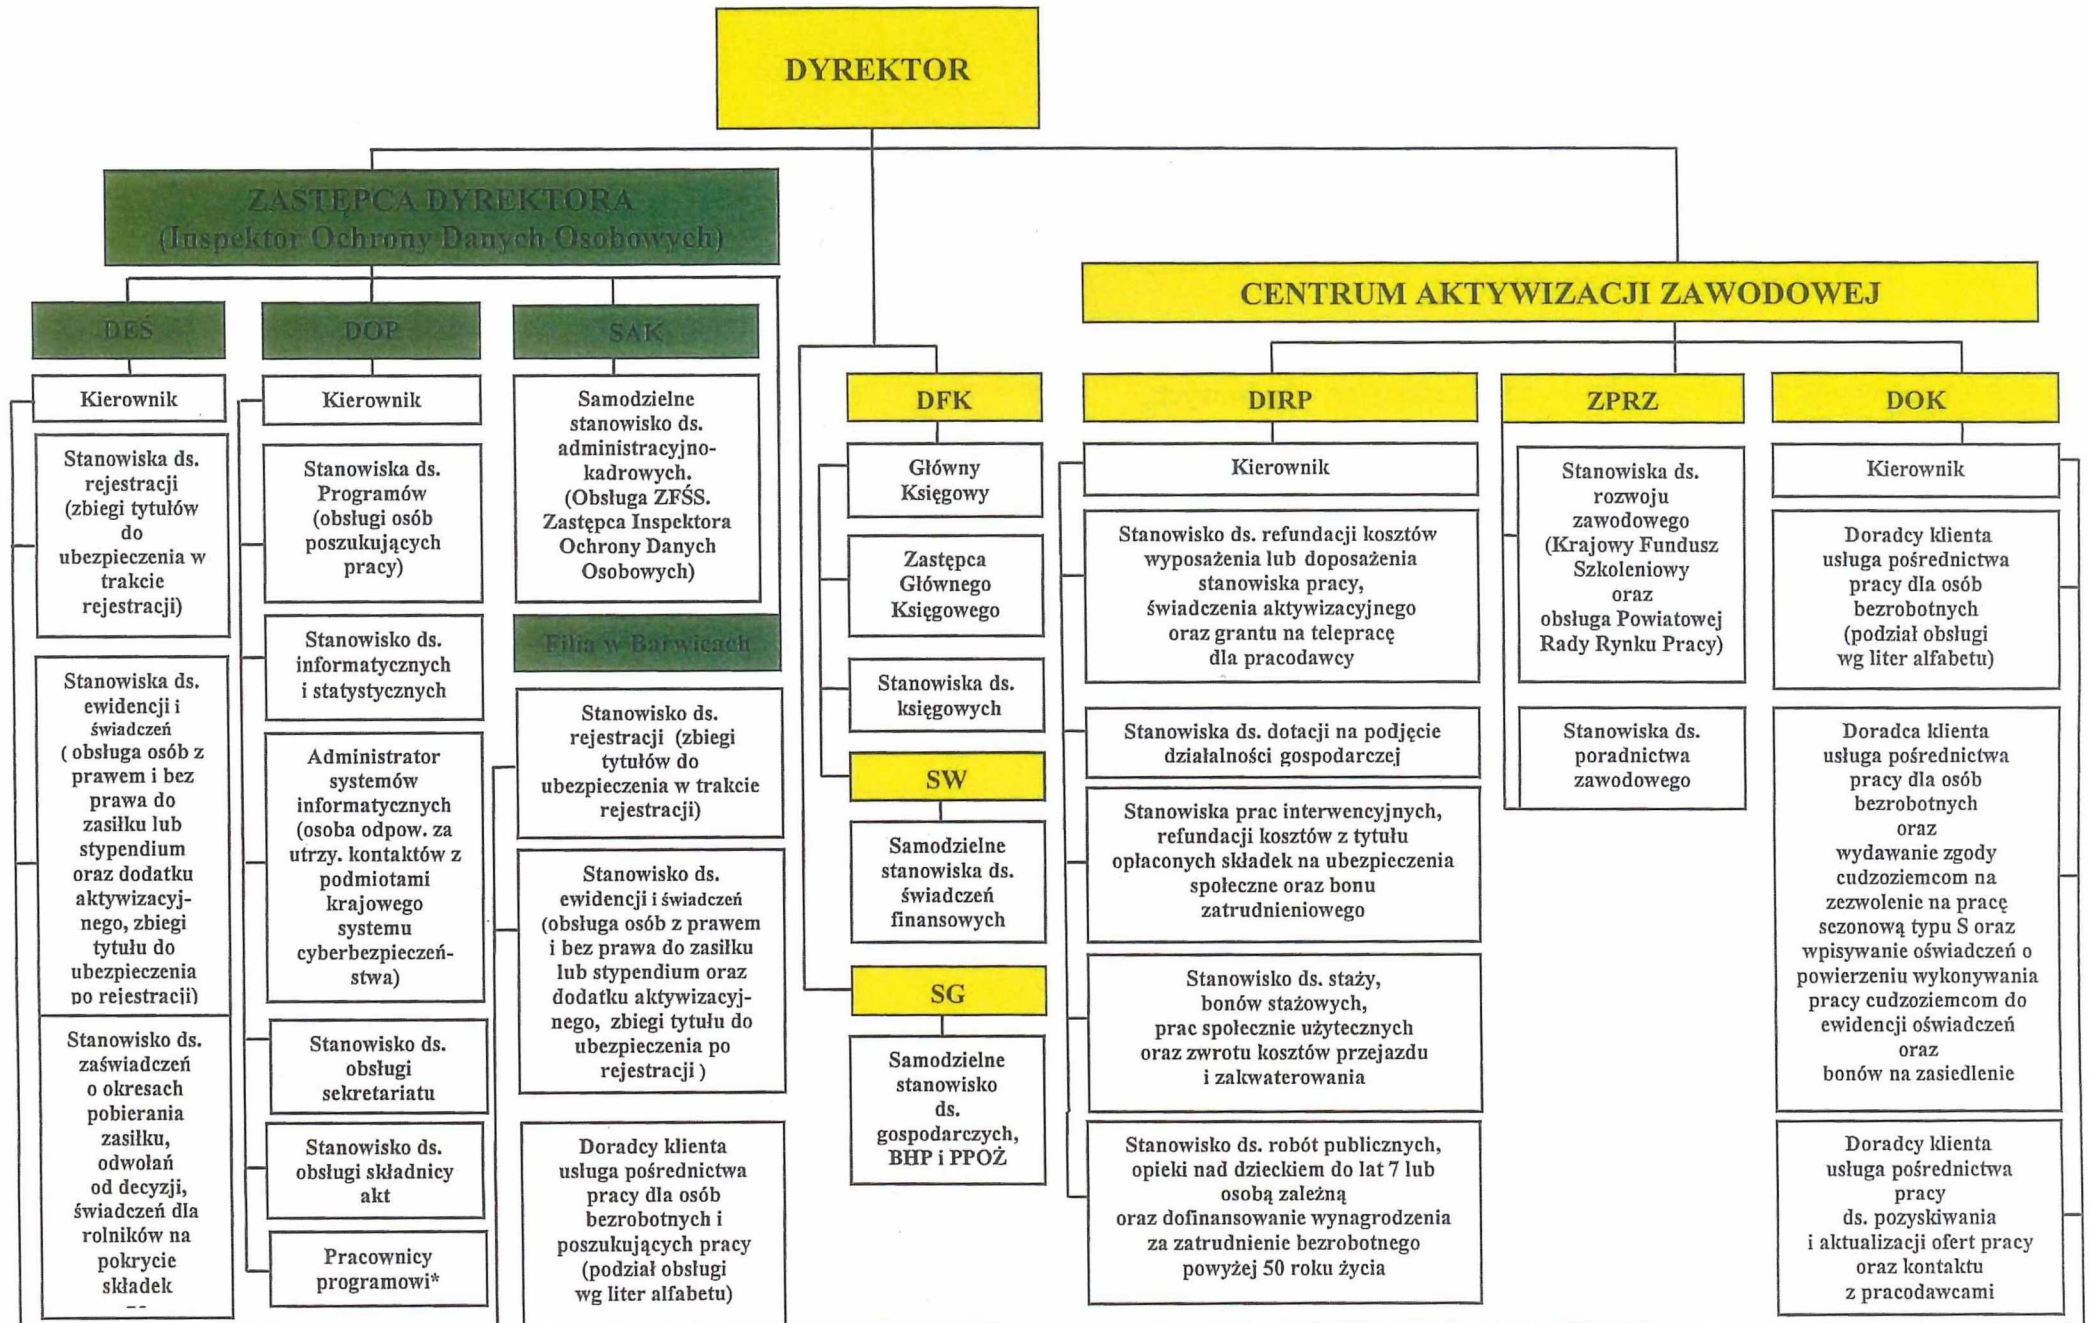 DYREKTOR
ZASTĘPCA DYREKTORA
(Inspektor Ochrony Danych Osobowych)
DEŚ
Kierownik
Stanowiska ds.
rejestracji
(zbiegi tytułów
do
ubezpieczenia w
trakcie
rejestracji)
Stanowiska ds.
ewidencji i
świadczeń
( obsługa osób z
prawem i bez
prawa do
zasiłku lub
stypendium
oraz dodatku
aktywizacyj-
nego, zbiegi
tytułu do
ubezpieczenia
po rejestracji)
Stanowisko ds.
zaświadczeń
o okresach
pobierania
zasiłku,
odwołań
od decyzji,
świadczeń dla
rolników na
pokrycie
składek
DOP
Kierownik
Stanowiska ds.
Programów
(obsługi osób
poszukujących
pracy)
Stanowisko ds.
informatycznych
i statystycznych
Administrator
systemów
informatycznych
(osoba odpow. za
utrzy. kontaktów z
podmiotami
krajowego
systemu
cyberbezpieczeń-
stwa)
Stanowisko ds.
obsługi
sekretariatu
Stanowisko ds.
obsługi składnicy
akt
Pracownicy
programowi*
SAK
Samodzielne
stanowisko ds.
administracyjno-
kadrowych.
(Obsługa ZFŚS.
Zastępca Inspektora
Ochrony Danych
Osobowych)
Filia w Barwicach
Stanowisko ds.
rejestracji (zbiegi
tytułów do
ubezpieczenia w trakcie
rejestracji)
Stanowisko ds.
ewidencji i świadczeń
(obsługa osób z prawem
i bez prawa do zasiłku
lub stypendium oraz
dodatku aktywizacyj-
nego, zbiegi tytułu do
ubezpieczenia po
rejestracji )
Doradcy klienta
usługa pośrednictwa
pracy dla osób
bezrobotnych i
poszukujących pracy
(podział obsługi
wg liter alfabetu)
DFK
Główny
Księgowy
Zastępca
Głównego
Księgowego
Stanowiska ds.
księgowych
SW
Samodzielne
stanowiska ds.
świadczeń
finansowych
SG
Samodzielne
stanowisko
ds.
gospodarczych,
BHP i PPOŻ
CENTRUM AKTYWIZACJI ZAWODOWEJ
DIRP
Kierownik
Stanowisko ds. refundacji kosztów
wyposażenia lub doposażenia
stanowiska pracy,
świadczenia aktywizacyjnego
oraz grantu na telepracę
dla pracodawcy
Stanowiska ds. dotacji na podjęcie
działalności gospodarczej
Stanowiska prac interwencyjnych,
refundacji kosztów z tytułu
opłaconych składek na ubezpieczenia
społeczne oraz bonu
zatrudnieniowego
Stanowisko ds. staży,
bonów stażowych,
prac społecznie użytecznych
oraz zwrotu kosztów przejazdu
i zakwaterowania
Stanowisko ds. robót publicznych,
opieki nad dzieckiem do lat 7 lub
osobą zależną
oraz dofinansowanie wynagrodzenia
za zatrudnienie bezrobotnego
powyżej 50 roku życia
ZPRZ
Stanowiska ds.
rozwoju
zawodowego
(Krajowy Fundusz
Szkoleniowy
oraz
obsługa Powiatowej
Rady Rynku Pracy)
Stanowiska ds.
poradnictwa
zawodowego
DOK
Kierownik
Doradcy klienta
usługa pośrednictwa
pracy dla osób
bezrobotnych
(podział obsługi
wg liter alfabetu)
Doradca klienta
usługa pośrednictwa
pracy dla osób
bezrobotnych
oraz
wydawanie zgody
cudzoziemcom na
zezwolenie na pracę
sezonową typu S oraz
wpisywanie oświadczeń o
powierzeniu wykonywania
pracy cudzoziemcom do
ewidencji oświadczeń
oraz
bonów na zasiedlenie
Doradcy klienta
usługa pośrednictwa
pracy
ds. pozyskiwania
i aktualizacji ofert pracy
oraz kontaktu
z pracodawcami